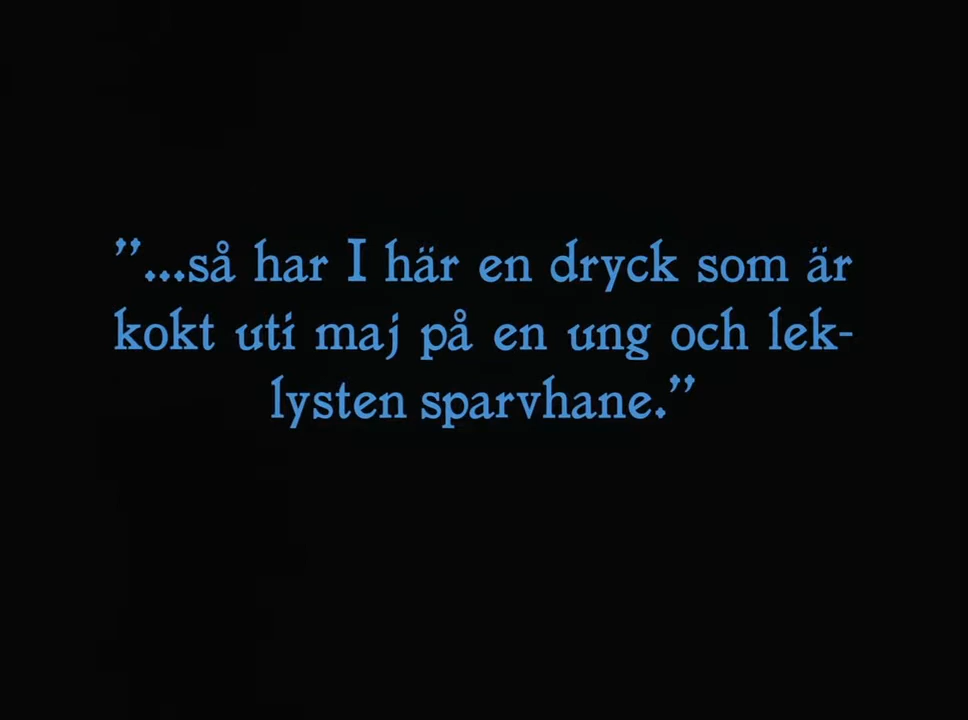 ”...så har I här en dryck som är
kokt uti maj på en ung och lek-
lysten sparvhane.”